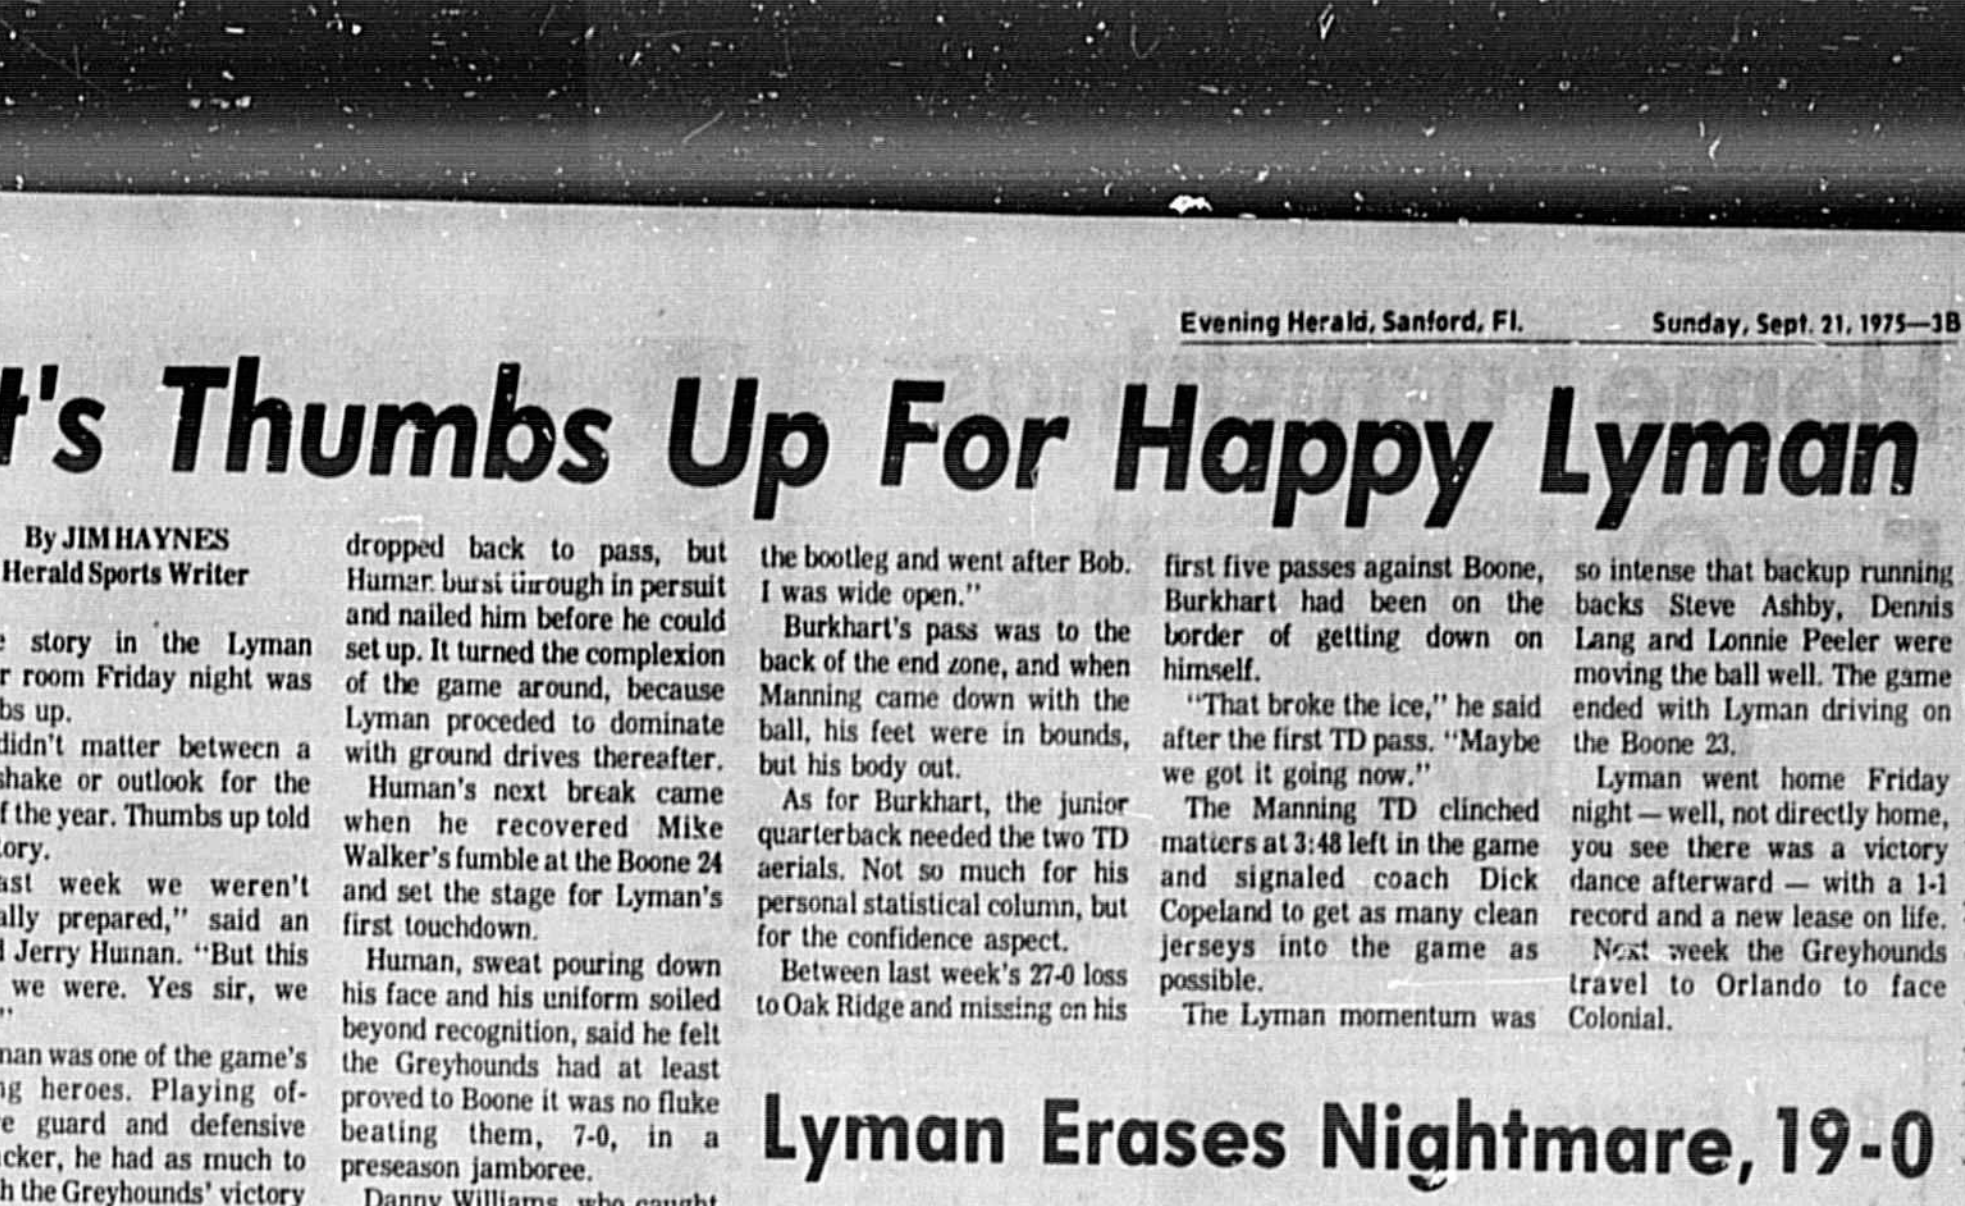 Evening Herald, Sanford, Fl. Sunday, Sept. 21, 1975—3B
t's Thumbs Up For Happy Lyman
By JIM HAYNES
Herald Sports Writer
story in the Lyman
room Friday night was
up.
didn't matter between a
shake or outlook for the
the year. Thumbs up told
week we weren't
prepared," said an
Jerry Human. "But this
we were. Yes sir, we
"
was one of the game's
heroes. Playing of-
guard and defensive
he had as much to
the Greyhounds' victory
dropped back to pass, but
Human burst through in persuit
and nailed him before he could
set up. It turned the complexion
of the game around, because
Lyman proceded to dominate
with ground drives thereafter.
Human's next break came
when he recovered Mike
Walker's fumble at the Boone 24
and set the stage for Lyman's
first touchdown.
Human, sweat pouring down
his face and his uniform soiled
beyond recognition, said he felt
the Greyhounds had at least
proved to Boone it was no fluke
beating them, 7-0, in a
preseason jamboree.
Danny Williams, who caught
the bootleg and went after Bob.
I was wide open."
Burkhart's pass was to the
back of the end zone, and when
Manning came down with the
ball, his feet were in bounds,
but his body out.
As for Burkhart, the junior
quarterback needed the two TD
aerials. Not so much for his
personal statistical column, but
for the confidence aspect.
Between last week's 27-0 loss
to Oak Ridge and missing on his
first five passes against Boone,
Burkhart had been on the
border of getting down on
himself.
"That broke the ice," he said
after the first TD pass. "Maybe
we got it going now."
The Manning TD clinched
matters at 3:48 left in the game
and signaled coach Dick
Copeland to get as many clean
jerseys into the game as
possible.
The Lyman momentum was
so intense that backup running
backs Steve Ashby, Dennis
Lang and Lonnie Peeler were
moving the ball well. The game
ended with Lyman driving on
the Boone 23.
Lyman went home Friday
night — well, not directly home,
you see there was a victory
dance afterward — with a 1-1
record and a new lease on life.
Next week the Greyhounds
travel to Orlando to face
Colonial.
Lyman Erases Nightmare, 19-0